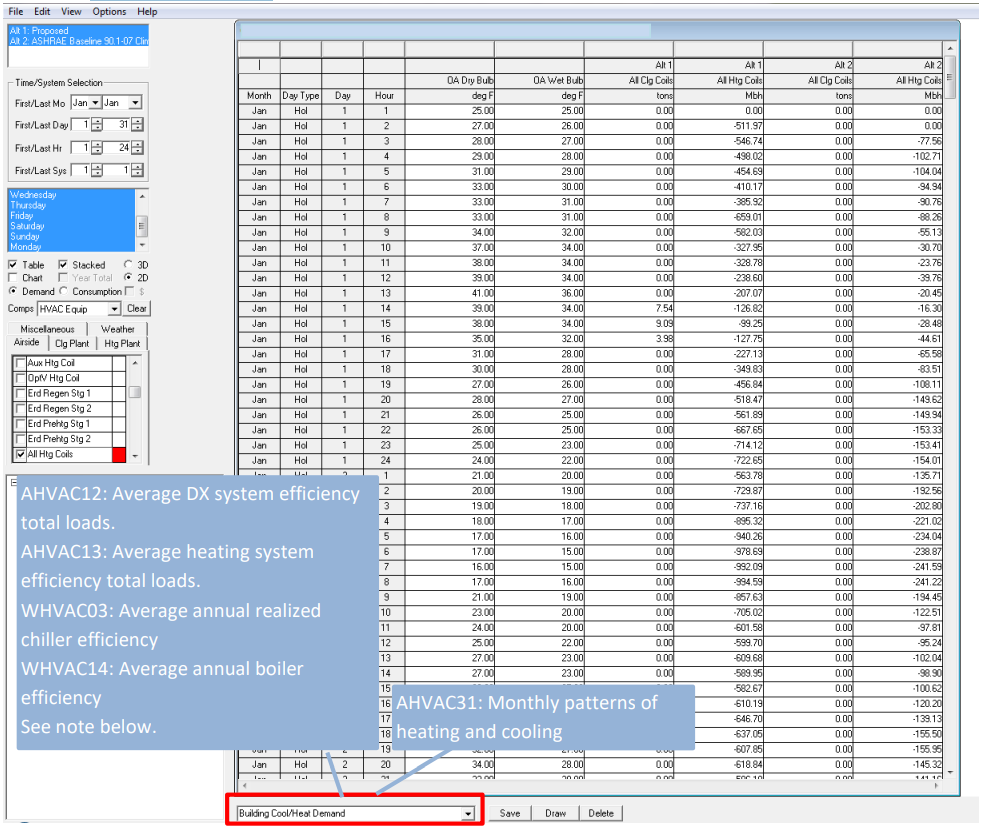 File Edit View Options Help
Alt 1: Proposed
Alt 2: ASHRAE Baseline 90.1-07 Clin
Time/System Selection
First/Last Mo Jan Jan
First/Last Day 1 31
First/Last Hr 1 24
First/Last Sys 1 1
Wednesday
Thursday
Friday
Saturday
Sunday
Monday
Table Stacked 3D
Chart Year Total 2D
Demand Consumption $
Comps HVAC Equip Clear
Miscellaneous Weather
Airside Clg Plant Htg Plant
Aux Htg Coil
OptV Htg Coil
Erd Regen Stg 1
Erd Regen Stg 2
Erd Prehtg Stg 1
Erd Prehtg Stg 2
All Htg Coils
Alt 1 Alt 1 Alt 2 Alt 2
OA Dry Bulb OA Wet Bulb All Clg Coils All Htg Coils All Clg Coils All Htg Coils
Month Day Type Day Hour deg F deg F tons Mbh tons Mbh
Jan Hol 1 1 25.00 25.00 0.00 0.00 0.00 0.00
Jan Hol 1 2 27.00 26.00 0.00 -511.97 0.00 0.00
Jan Hol 1 3 28.00 27.00 0.00 -546.74 0.00 -77.56
Jan Hol 1 4 29.00 28.00 0.00 -498.02 0.00 -102.71
Jan Hol 1 5 31.00 29.00 0.00 -454.69 0.00 -104.04
Jan Hol 1 6 33.00 30.00 0.00 -410.17 0.00 -94.94
Jan Hol 1 7 33.00 31.00 0.00 -385.92 0.00 -90.76
Jan Hol 1 8 33.00 31.00 0.00 -659.01 0.00 -88.26
Jan Hol 1 9 34.00 32.00 0.00 -582.03 0.00 -55.13
Jan Hol 1 10 37.00 34.00 0.00 -327.95 0.00 -30.70
Jan Hol 1 11 38.00 34.00 0.00 -328.78 0.00 -23.76
Jan Hol 1 12 39.00 34.00 0.00 -238.60 0.00 -39.76
Jan Hol 1 13 41.00 36.00 0.00 -207.07 0.00 -20.45
Jan Hol 1 14 39.00 34.00 7.54 -126.82 0.00 -16.30
Jan Hol 1 15 38.00 34.00 9.09 -99.25 0.00 -28.48
Jan Hol 1 16 35.00 32.00 3.98 -127.75 0.00 -44.61
Jan Hol 1 17 31.00 28.00 0.00 -227.13 0.00 -65.58
Jan Hol 1 18 30.00 28.00 0.00 -349.83 0.00 -83.51
Jan Hol 1 19 27.00 26.00 0.00 -456.84 0.00 -108.11
Jan Hol 1 20 28.00 27.00 0.00 -518.47 0.00 -149.62
Jan Hol 1 21 26.00 25.00 0.00 -561.89 0.00 -149.94
Jan Hol 1 22 26.00 25.00 0.00 -667.65 0.00 -153.33
Jan Hol 1 23 25.00 23.00 0.00 -714.12 0.00 -153.41
Jan Hol 1 24 24.00 22.00 0.00 -722.65 0.00 -154.01
1 21.00 20.00 0.00 -563.78 0.00 -135.71
2 20.00 19.00 0.00 -729.87 0.00 -192.56
3 19.00 18.00 0.00 -737.16 0.00 -202.80
4 18.00 17.00 0.00 -895.32 0.00 -221.02
5 17.00 16.00 0.00 -940.26 0.00 -234.04
6 17.00 15.00 0.00 -978.69 0.00 -238.87
7 16.00 15.00 0.00 -992.09 0.00 -241.59
8 17.00 16.00 0.00 -994.59 0.00 -241.22
9 21.00 19.00 0.00 -857.63 0.00 -194.45
10 23.00 20.00 0.00 -705.02 0.00 -122.51
11 24.00 20.00 0.00 -601.58 0.00 -97.81
12 25.00 22.00 0.00 -599.70 0.00 -95.24
13 27.00 23.00 0.00 -609.68 0.00 -102.04
14 27.00 23.00 0.00 -589.95 0.00 -98.90
15 -582.67 0.00 -100.62
16 -610.19 0.00 -120.20
17 -646.70 0.00 -139.13
18 -637.05 0.00 -155.50
19 -607.85 0.00 -155.95
Jan Hol 2 20 34.00 28.00 0.00 -618.84 0.00 -145.32
AHVAC12: Average DX system efficiency
total loads.
AHVAC13: Average heating system
efficiency total loads.
WHVAC03: Average annual realized
chiller efficiency
WHVAC14: Average annual boiler
efficiency
See note below.
AHVAC31: Monthly patterns of
heating and cooling
Building Cool/Heat Demand Save Draw Delete